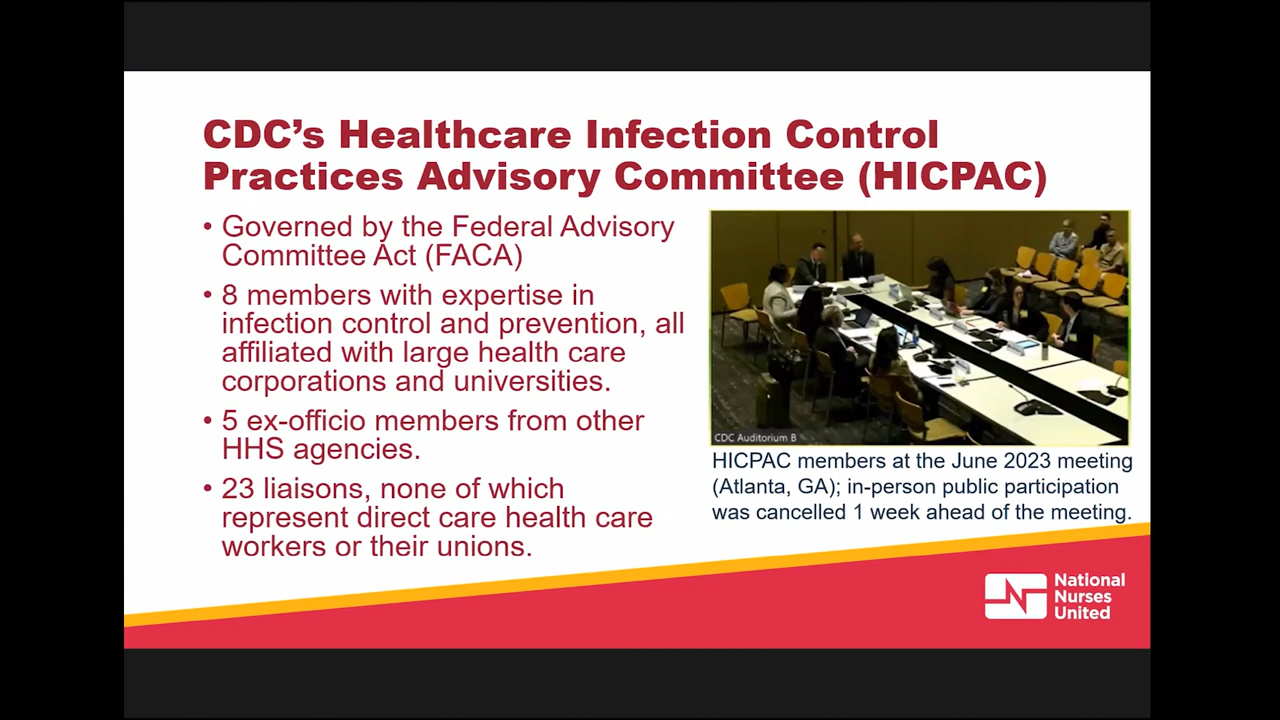 CDC’s Healthcare Infection Control
Practices Advisory Committee (HICPAC)
• Governed by the Federal Advisory
Committee Act (FACA)
• 8 members with expertise in
infection control and prevention, all
affiliated with large health care
corporations and universities.
• 5 ex-officio members from other
HHS agencies.
• 23 liaisons, none of which
represent direct care health care
workers or their unions.
CDC Auditorium B
HICPAC members at the June 2023 meeting
(Atlanta, GA); in-person public participation
was cancelled 1 week ahead of the meeting.
National
Nurses
United